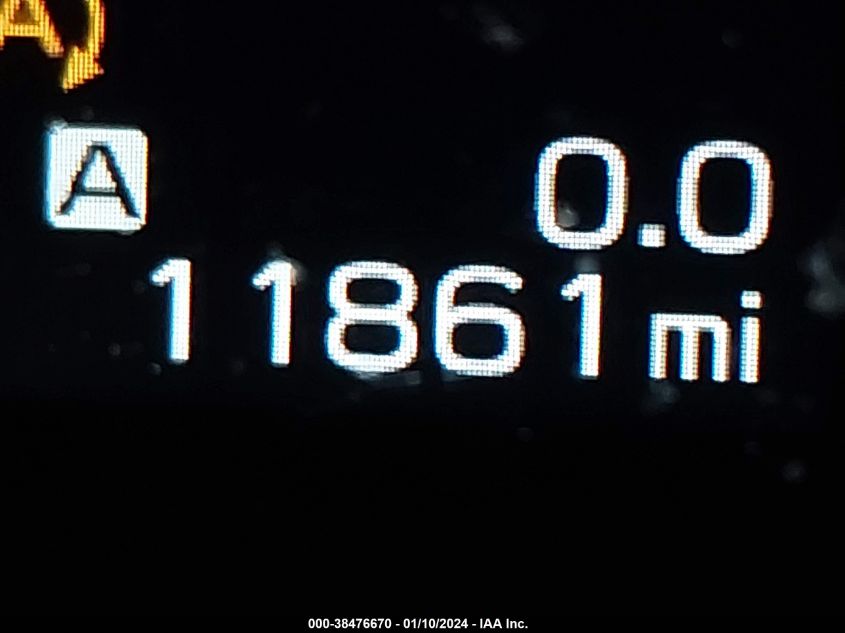 A
A 0.0
11861 mi
000-38476670 - 01/10/2024 - IAA Inc.